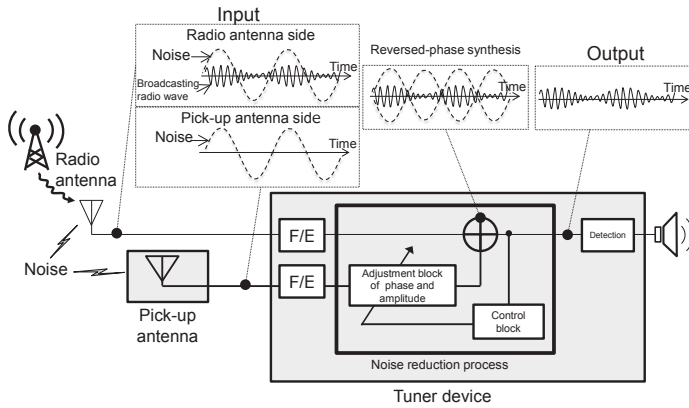 Input
Radio antenna side
Noise
Time
Broadcasting
radio wave
Pick-up antenna side
Noise
Time
Reversed-phase synthesis
Time
Output
Time
Radio
antenna
Noise
Pick-up
antenna
F/E
F/E
Adjustment block
of phase and
amplitude
Control
block
Detection
Noise reduction process
Tuner device